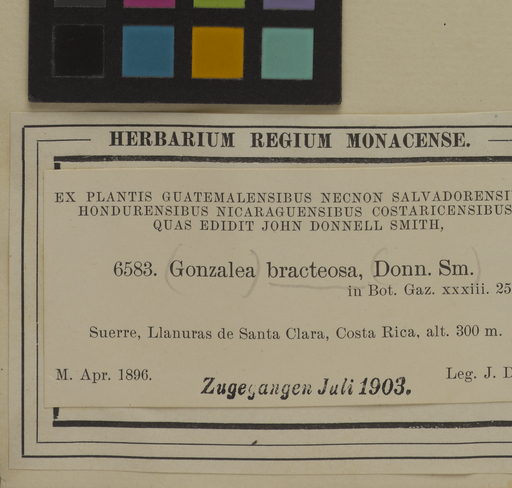 HERBARIUM REGIUM MONACENSE.
EX PLANTIS GUATEMALENSIBUS NECNON
HONDURENSIBUS NICARAGUENSIBUS COSTARICENSIBUS
QUAS EDIDIT JOHN DONNELL SMITH,
6583. (Gonzalea) bracteosa, (Donn. Sm.)
in Bot. Gaz. xxxiii.
Suerre, Llanuras de Santa Clara, Costa Rica, alt. 300 m.
M. Apr. 1896. Leg. J.
Zugegangen Juli 1903.